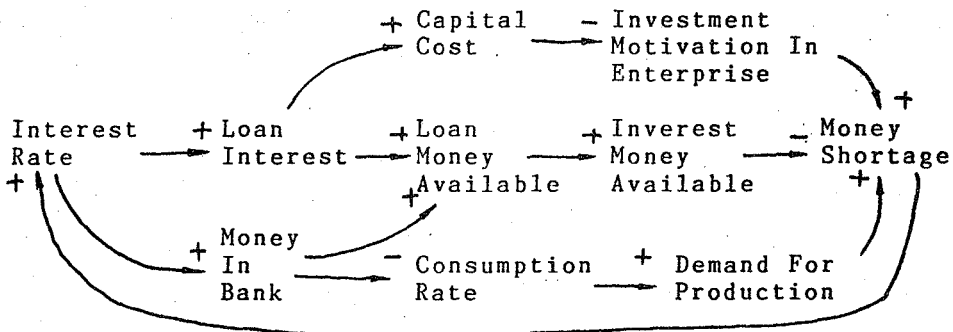 + Capital
Cost
- Investment
Motivation In
Enterprise
+
Interest
Rate
+
+ Loan
Interest
+ Loan
Money
Available
+
+ Inverest
Money
Available
- Money
Shortage
+
+ Money
In
Bank
- Consumption
Rate
+ Demand For
Production